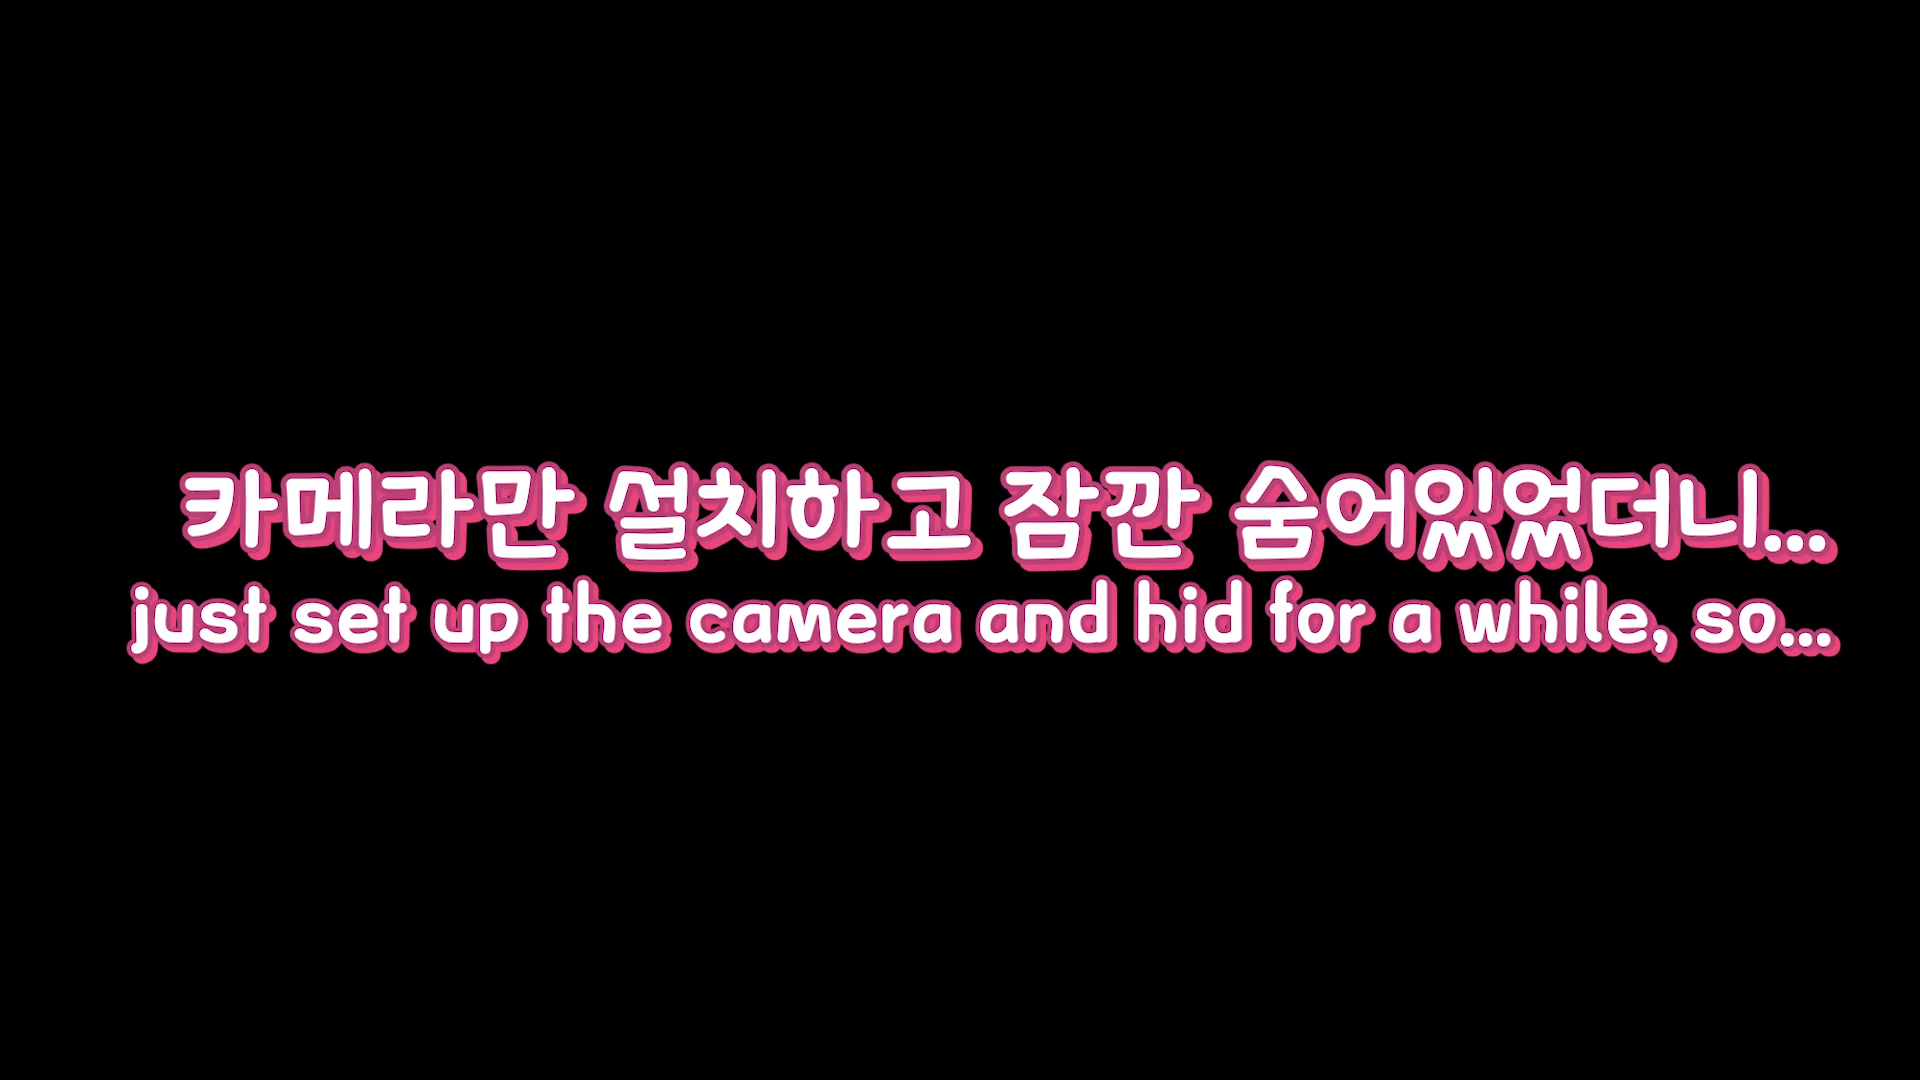 카메라만 설치하고 잠깐 숨어있었더니...
just set up the camera and hid for a while, so...